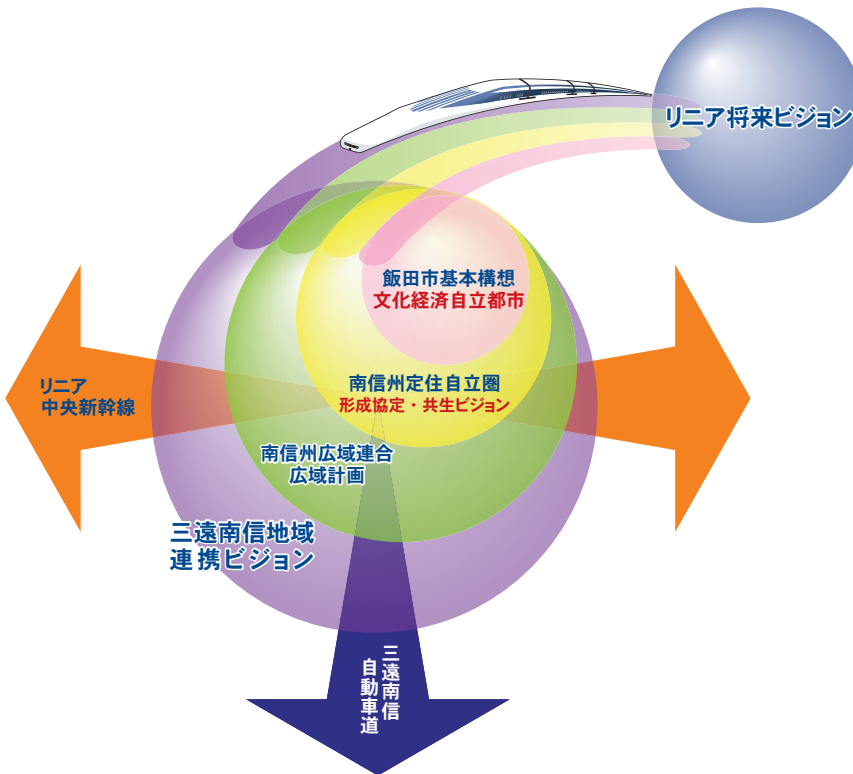 リニア将来ビジョン
飯田市基本構想
文化経済自立都市
南信州定住自立圏
形成協定・共生ビジョン
リニア
中央新幹線
南信州広域連合
広域計画
三遠南信地域
連携ビジョン
三遠南信
自動車道